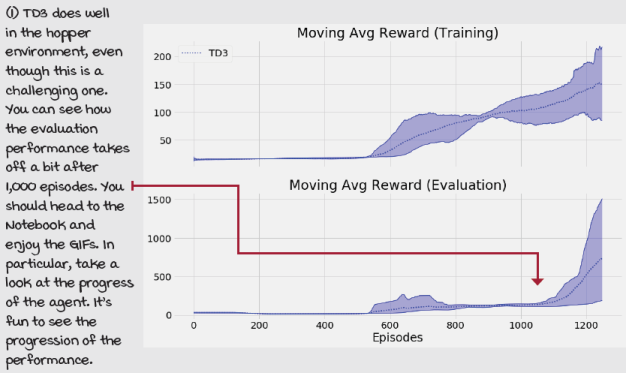 (1) TD3 does well
in the hopper
environment, even
though this is a
challenging one.
You can see how
the evaluation
performance takes
off a bit after
1,000 episodes. You
should head to the
Notebook and
enjoy the GIFs. In
particular, take a
look at the progress
of the agent. It's
fun to see the
progression of the
performance.
Moving Avg Reward (Training)
TD3
200
150
100
50
Moving Avg Reward (Evaluation)
1500
1000
500
0
0 200 400 600 800 1000 1200
Episodes